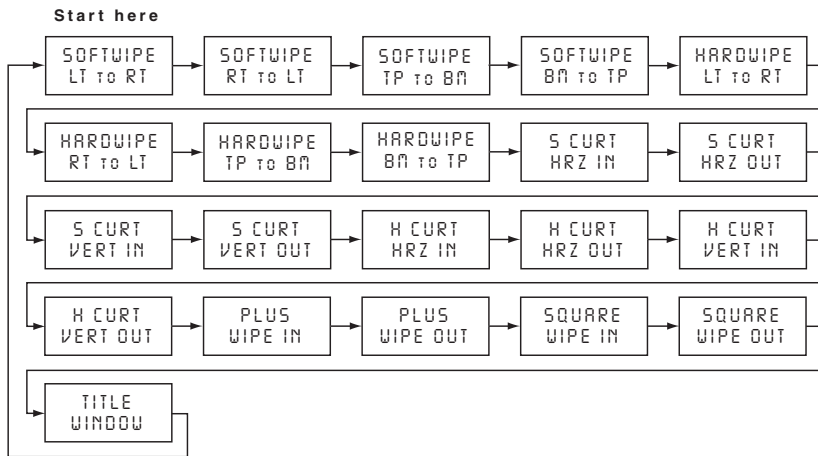 Start here
SOFTWIPE
LT TO RT
SOFTWIPE
RT TO LT
SOFTWIPE
TP TO BM
SOFTWIPE
BM TO TP
HARDWIPE
LT TO RT
HARDWIPE
RT TO LT
HARDWIPE
TP TO BM
HARDWIPE
BM TO TP
S CURT
HRZ IN
S CURT
HRZ OUT
S CURT
VERT IN
S CURT
VERT OUT
H CURT
HRZ IN
H CURT
HRZ OUT
H CURT
VERT IN
H CURT
VERT OUT
PLUS
WIPE IN
PLUS
WIPE OUT
SQUARE
WIPE IN
SQUARE
WIPE OUT
TITLE
WINDOW